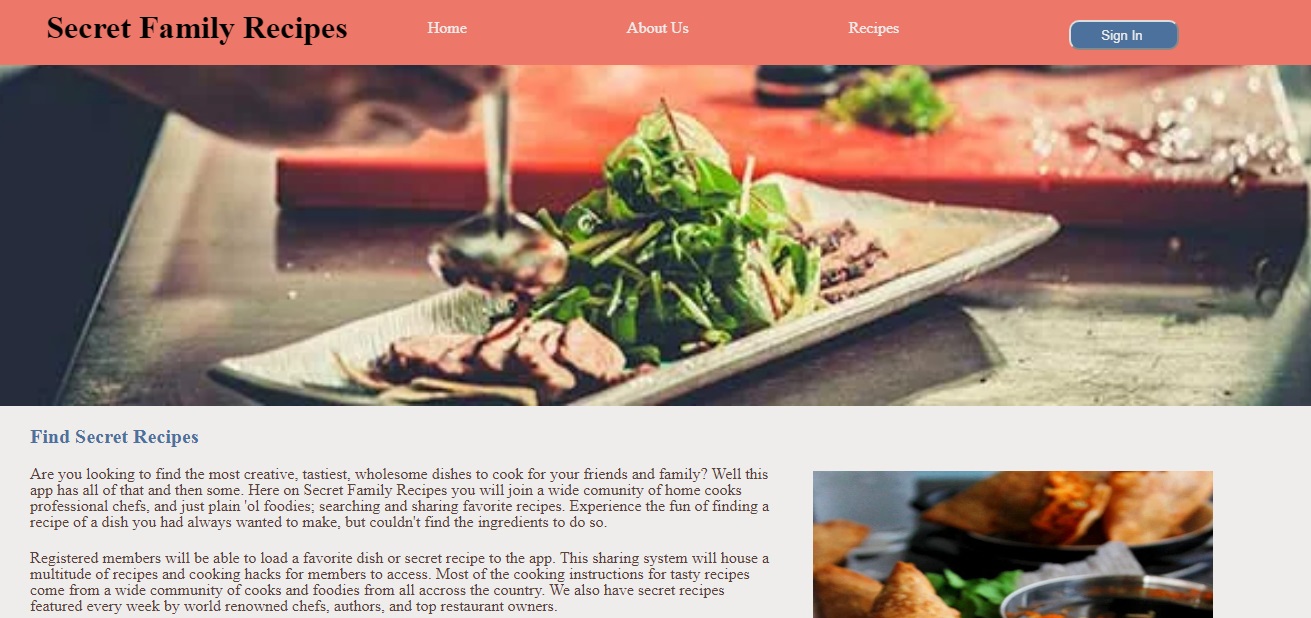 Secret Family Recipes
Home
About Us
Recipes
Sign In
Find Secret Recipes
Are you looking to find the most creative, tastiest, wholesome dishes to cook for your friends and family? Well this
app has all of that and then some. Here on Secret Family Recipes you will join a wide comunity of home cooks
professional chefs, and just plain 'ol foodies; searching and sharing favorite recipes. Experience the fun of finding a
recipe of a dish you had always wanted to make, but couldn't find the ingredients to do so.
Registered members will be able to load a favorite dish or secret recipe to the app. This sharing system will house a
multitude of recipes and cooking hacks for members to access. Most of the cooking instructions for tasty recipes
come from a wide community of cooks and foodies from all accross the country. We also have secret recipes
featured every week by world renowned chefs, authors, and top restaurant owners.